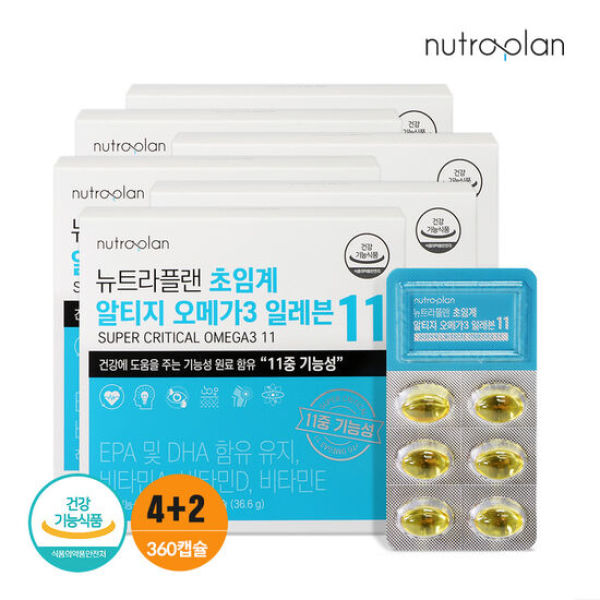 nutraplan
nutraplan
nutraplan
건강
기능식품
nutraplan
뉴트라플랜 초임계
알티지 오메가3 일레븐 11
SUPER CRITICAL OMEGA3 11
건강에 도움을 주는 기능성 원료 함유 “11중 기능성”
11중 기능성
EPA 및 DHA 함유 유지,
비타민A, 비타민D, 비타민E
(36.6 g)
nutraplan
뉴트라플랜 초임계
알티지 오메가3 일레븐 11
건강
기능식품
식품의약품안전처
4+2
360캡슐